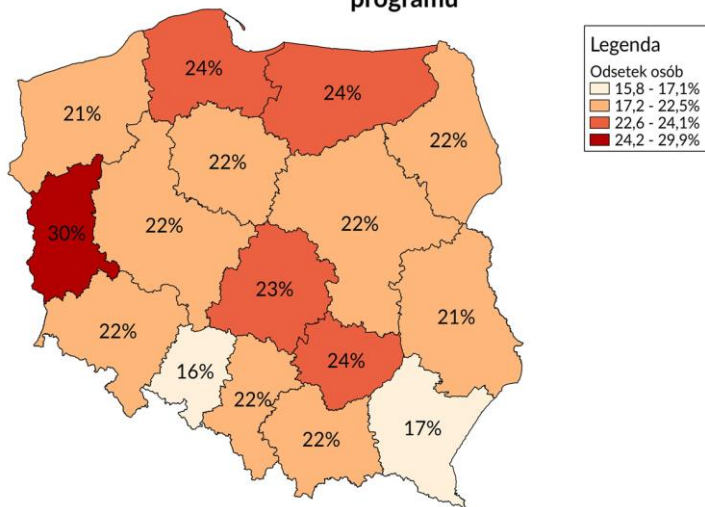 programu
24%
24%
21%
22%
22%
22%
22%
30%
23%
21%
22%
24%
16%
22%
22%
17%
Legenda
Odsetek osób
15,8 - 17,1%
17,2 - 22,5%
22,6 - 24,1%
24,2 - 29,9%